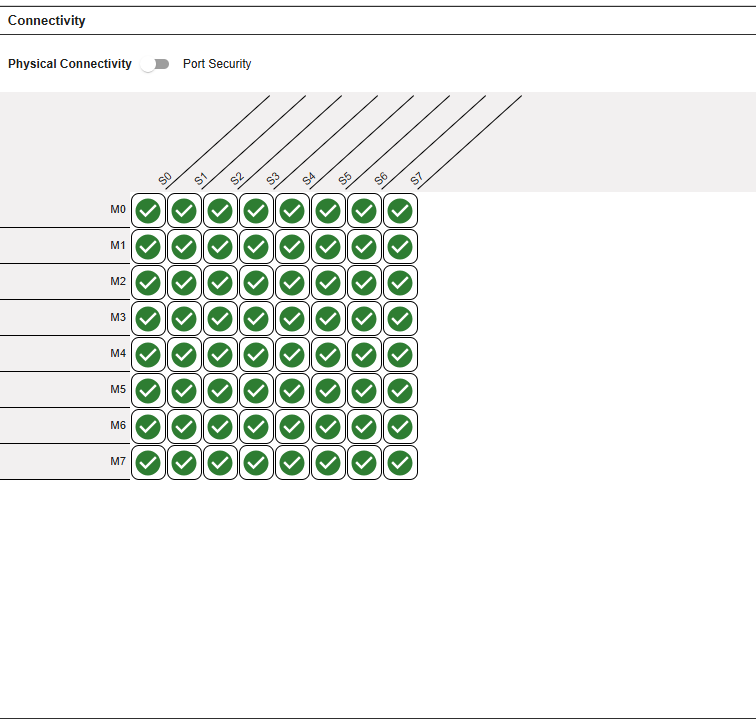 Connectivity
Physical Connectivity Port Security
S0 S1 S2 S3 S4 S5 S6 S7
M0
M1
M2
M3
M4
M5
M6
M7